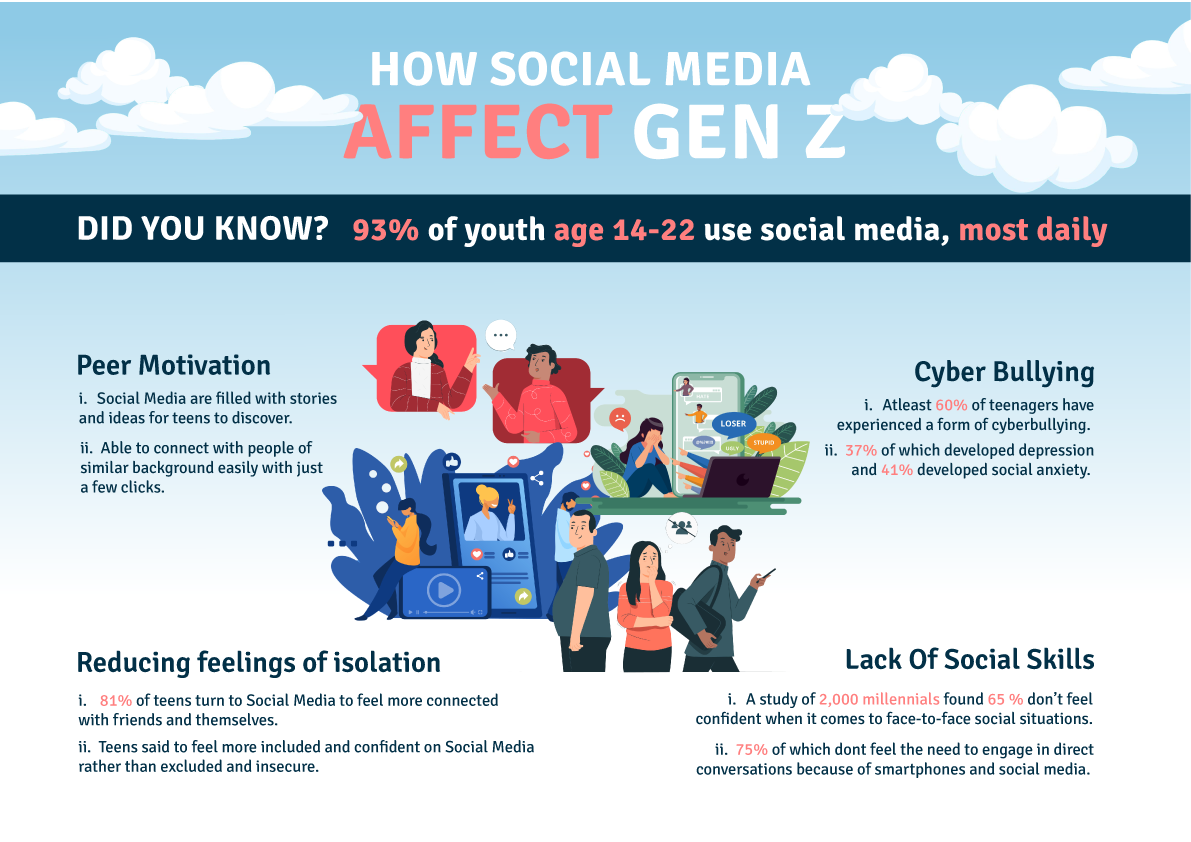 HOW SOCIAL MEDIA
AFFECT GEN Z
DID YOU KNOW? 93% of youth age 14-22 use social media, most daily
Peer Motivation
i. Social Media are filled with stories
and ideas for teens to discover.
ii. Able to connect with people of
similar background easily with just
a few clicks.
LOSER
STUPID
UGLY
Cyber Bullying
i. Atleast 60% of teenagers have
experienced a form of cyberbullying.
ii. 37% of which developed depression
and 41% developed social anxiety.
Reducing feelings of isolation
i. 81% of teens turn to Social Media to feel more connected
with friends and themselves.
ii. Teens said to feel more included and confident on Social Media
rather than excluded and insecure.
Lack Of Social Skills
i. A study of 2,000 millennials found 65 % don't feel
confident when it comes to face-to-face social situations.
ii. 75% of which dont feel the need to engage in direct
conversations because of smartphones and social media.